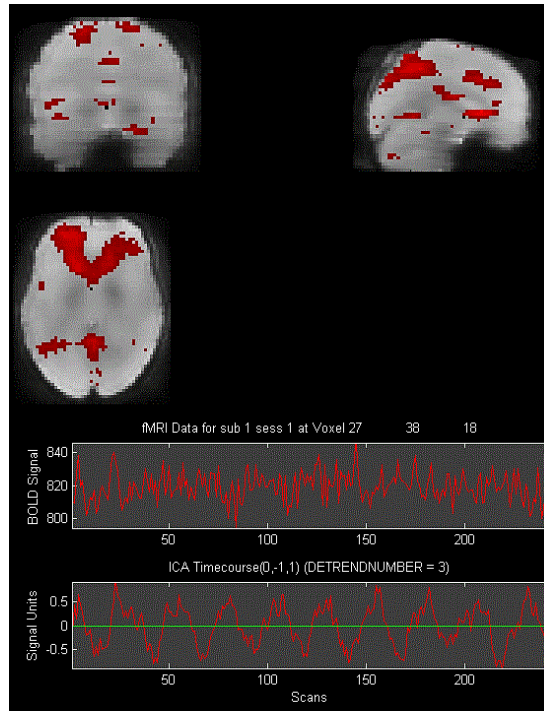 fMRI Data for sub 1 sess 1 at Voxel 27 38 18
BOLD Signal
840
820
800
50 100 150 200
ICA Timecourse(0,-1,1) (DETRENDNUMBER = 3)
Signal Units
0.5
0
-0.5
50 100 150 200
Scans